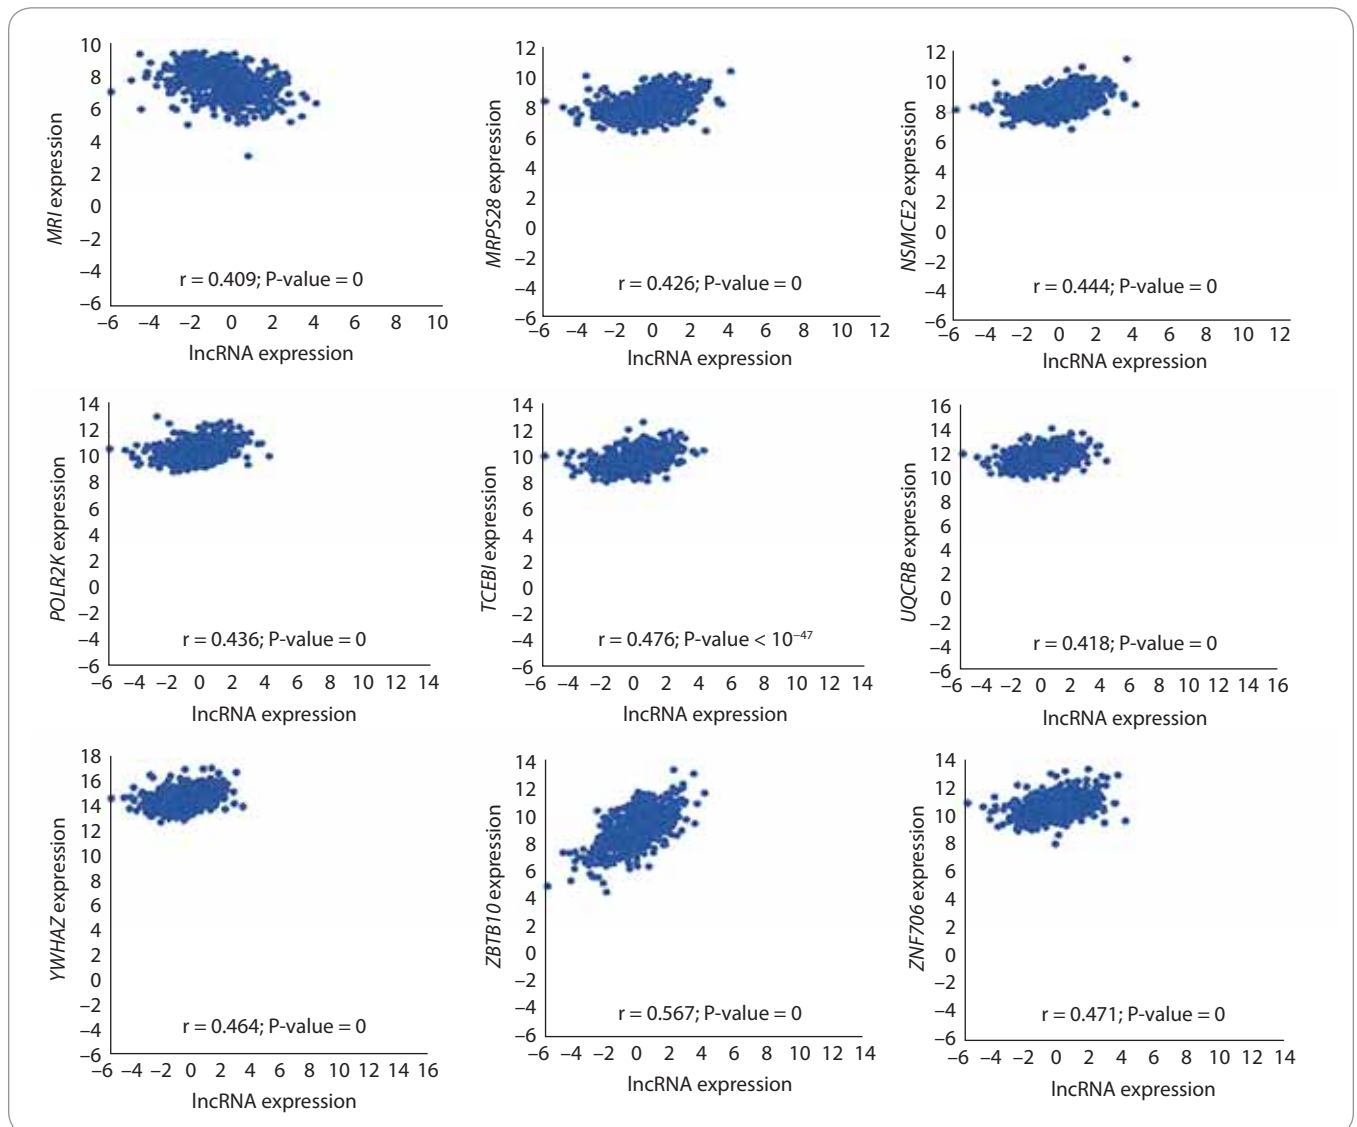 10
8
6
4
2
0
–2
–4
–6
MRI expression
r = 0.409; P-value = 0
–6 –4 –2 0 2 4 6 8 10
lncRNA expression
12
10
8
6
4
2
0
–2
–4
–6
MRPS28 expression
r = 0.426; P-value = 0
–6 –4 –2 0 2 4 6 8 10 12
lncRNA expression
12
10
8
6
4
2
0
–2
–4
–6
NSMCE2 expression
r = 0.444; P-value = 0
–6 –4 –2 0 2 4 6 8 10 12
lncRNA expression
14
12
10
8
6
4
2
0
–2
–4
–6
POLR2K expression
r = 0.436; P-value = 0
–6 –4 –2 0 2 4 6 8 10 12 14
lncRNA expression
14
12
10
8
6
4
2
0
–2
–4
–6
TCEBI expression
r = 0.476; P-value < 10⁻⁴⁷
–6 –4 –2 0 2 4 6 8 10 12 14
lncRNA expression
16
14
12
10
8
6
4
2
0
–2
–4
–6
UQCRB expression
r = 0.418; P-value = 0
–6 –4 –2 0 2 4 6 8 10 12 14 16
lncRNA expression
18
16
14
12
10
8
6
4
2
0
–2
–4
–6
YWHAZ expression
r = 0.464; P-value = 0
–6 –4 –2 0 2 4 6 8 10 12 14 16
lncRNA expression
14
12
10
8
6
4
2
0
–2
–4
–6
ZBTB10 expression
r = 0.567; P-value = 0
–6 –4 –2 0 2 4 6 8 10 12 14
lncRNA expression
14
12
10
8
6
4
2
0
–2
–4
–6
ZNF706 expression
r = 0.471; P-value = 0
–6 –4 –2 0 2 4 6 8 10 12 14
lncRNA expression